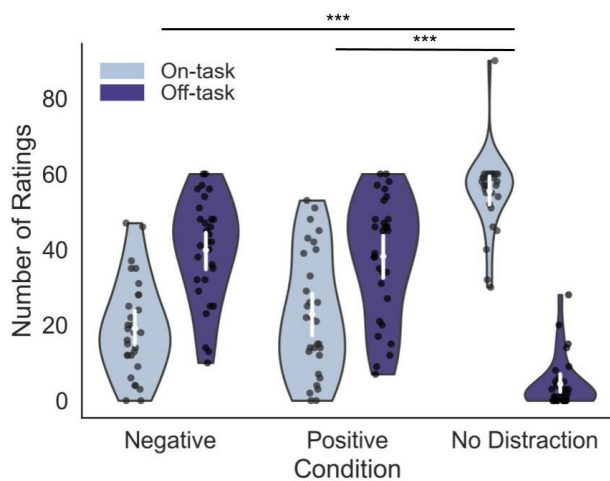 ***
***
On-task
Off-task
Number of Ratings
80
60
40
20
0
Negative Positive No Distraction
Condition